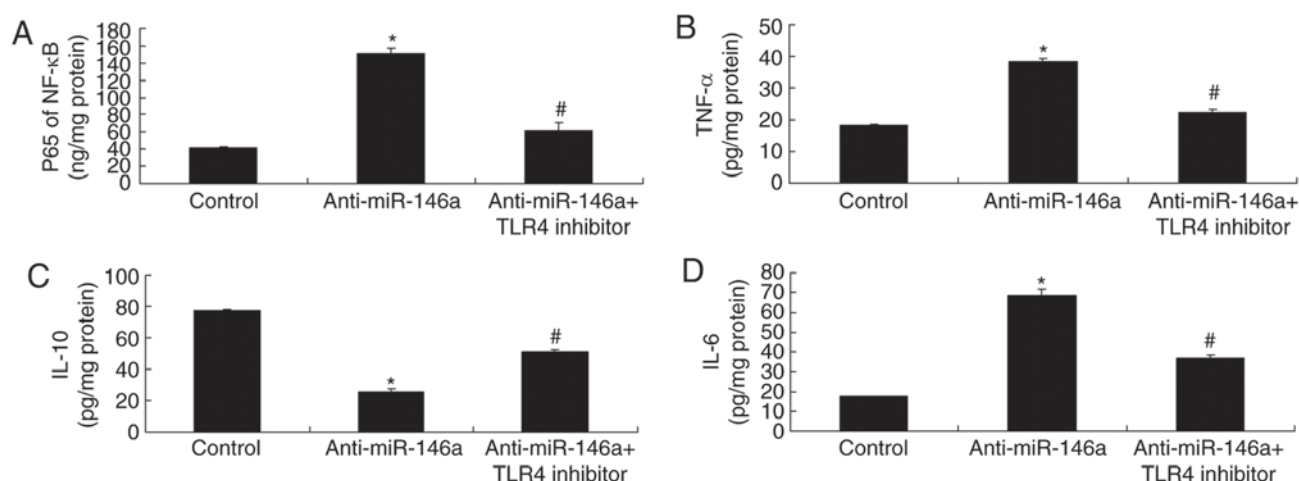 A
P65 of NF-κB
(ng/mg protein)
180
160
140
120
100
80
60
40
20
0
*
#
Control
Anti-miR-146a
Anti-miR-146a+
TLR4 inhibitor
B
TNF-α
(pg/mg protein)
50
40
30
20
10
0
*
#
Control
Anti-miR-146a
Anti-miR-146a+
TLR4 inhibitor
C
IL-10
(pg/mg protein)
100
80
60
40
20
0
*
#
Control
Anti-miR-146a
Anti-miR-146a+
TLR4 inhibitor
D
IL-6
(pg/mg protein)
80
70
60
50
40
30
20
10
0
*
#
Control
Anti-miR-146a
Anti-miR-146a+
TLR4 inhibitor